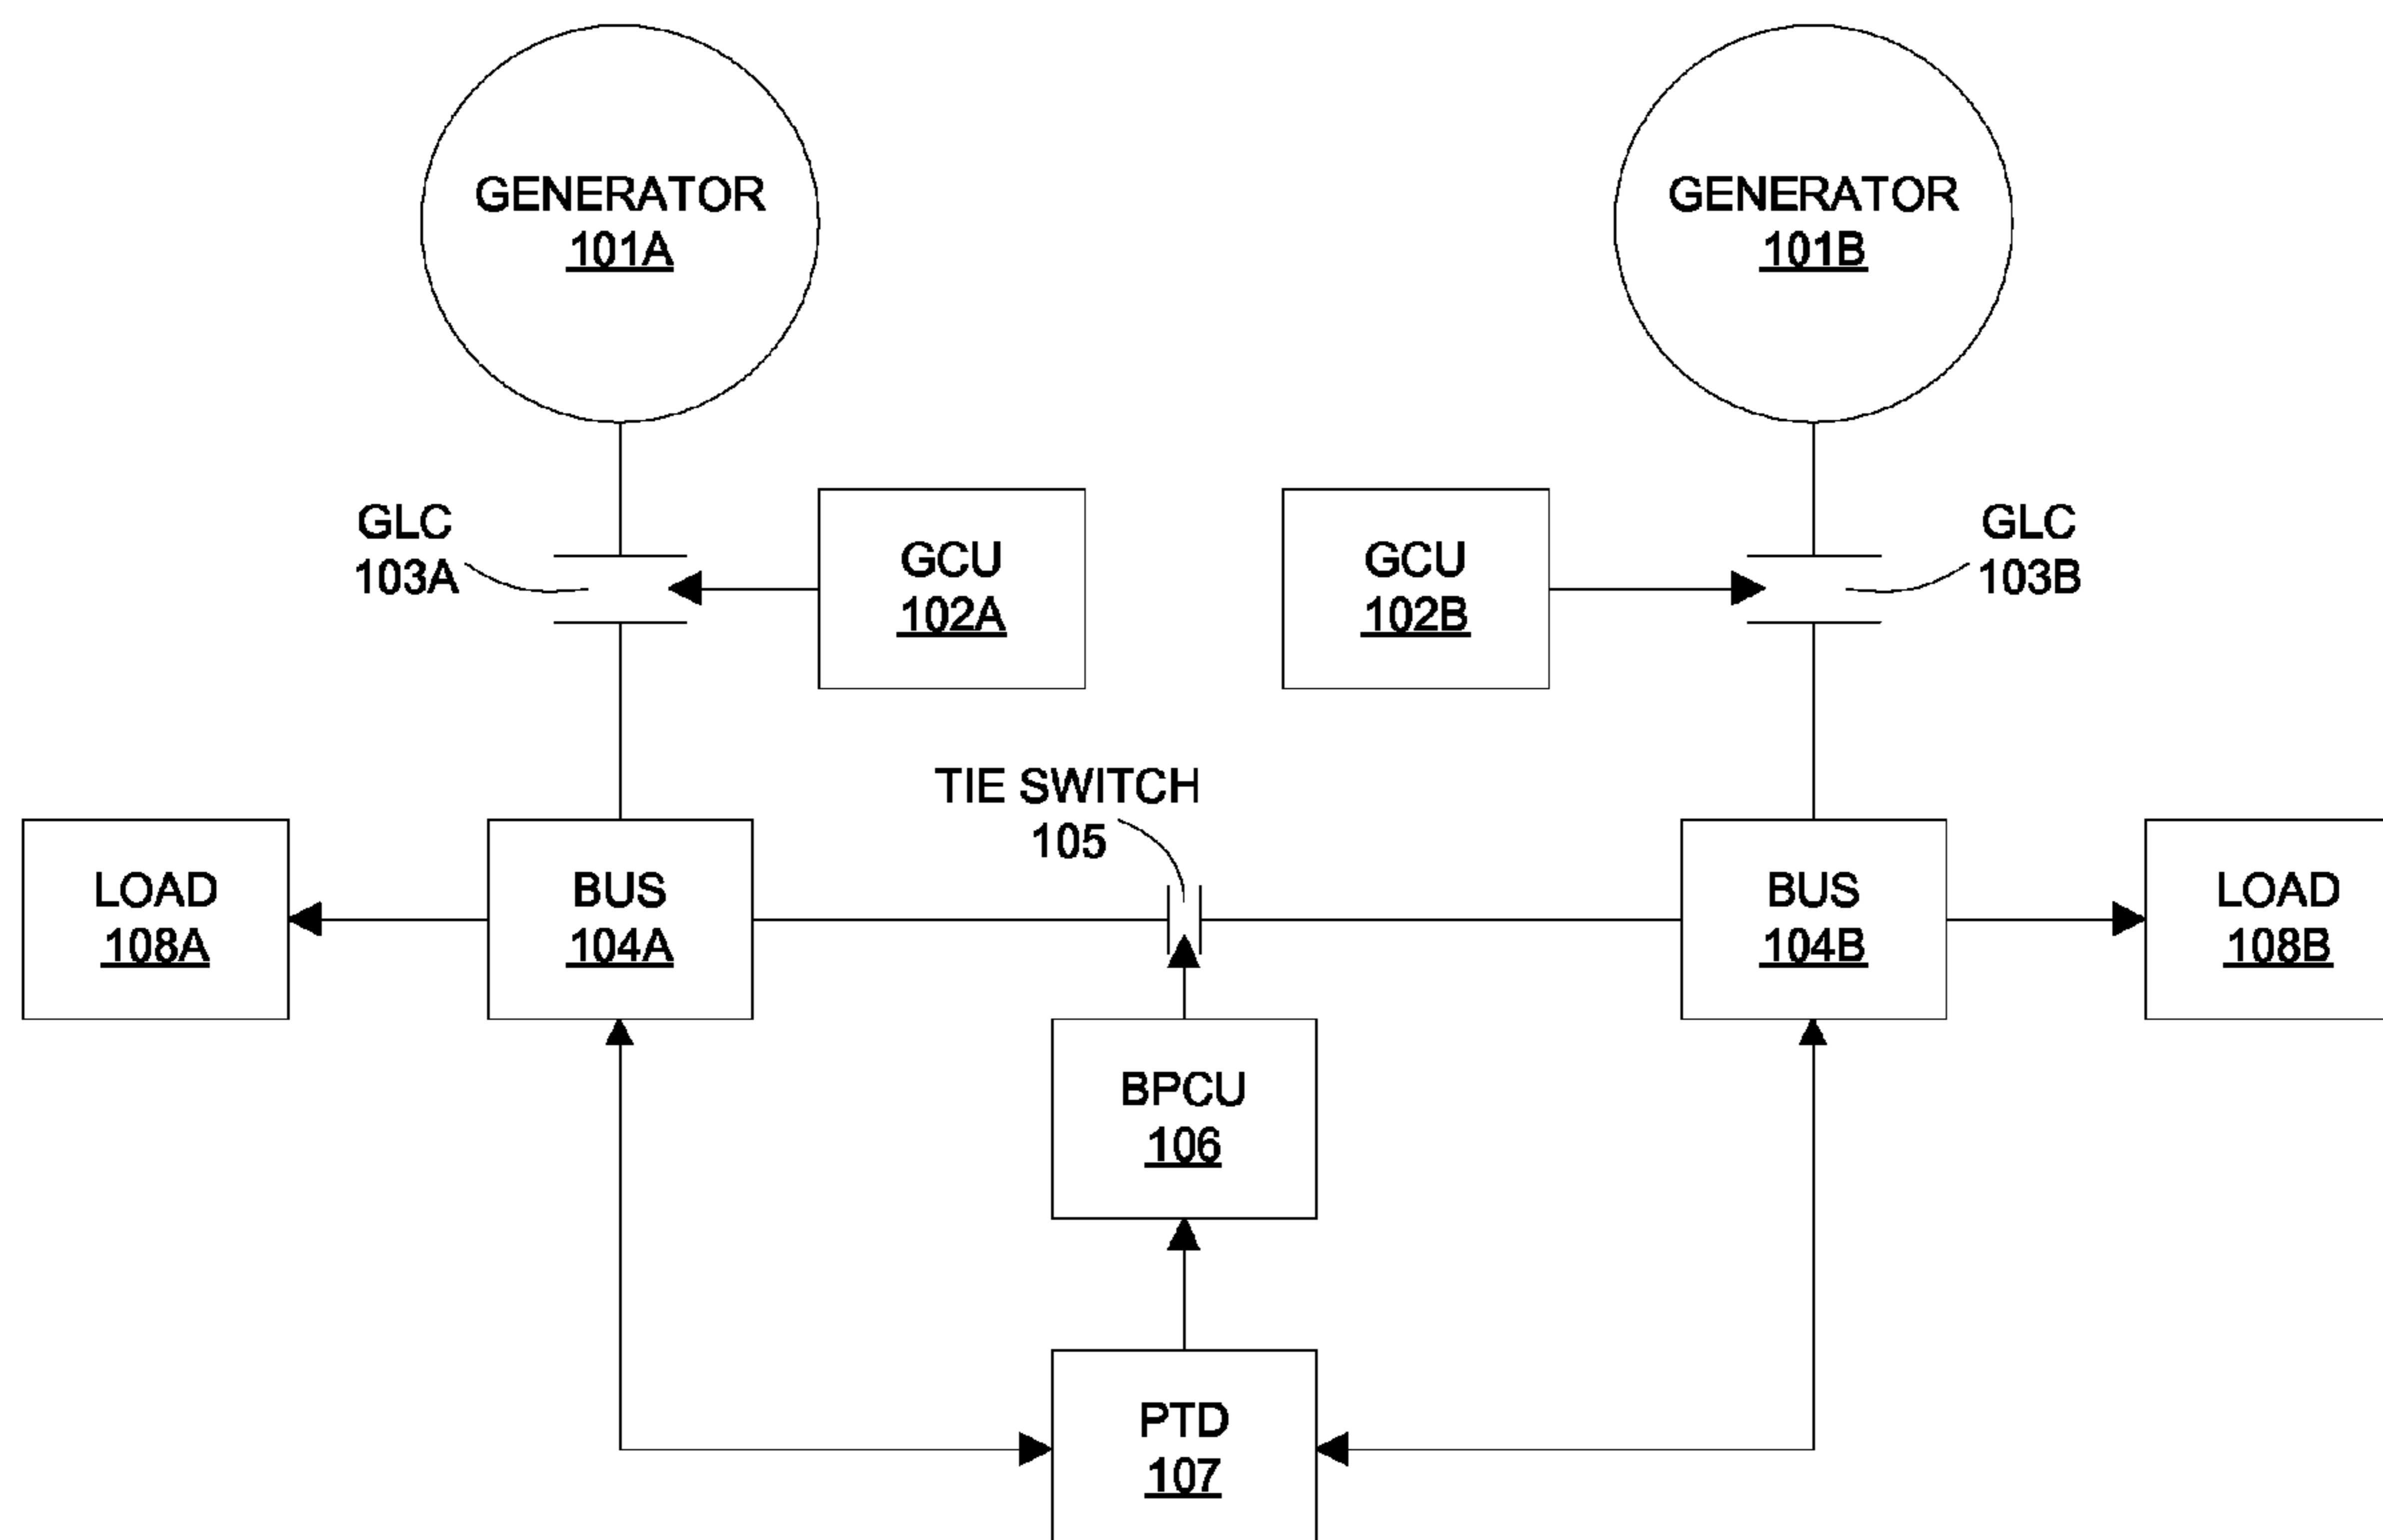 GENERATOR
101A
GENERATOR
101B
GLC
103A
GCU
102A
GCU
102B
GLC
103B
TIE SWITCH
105
LOAD
108A
BUS
104A
BUS
104B
LOAD
108B
BPCU
106
PTD
107